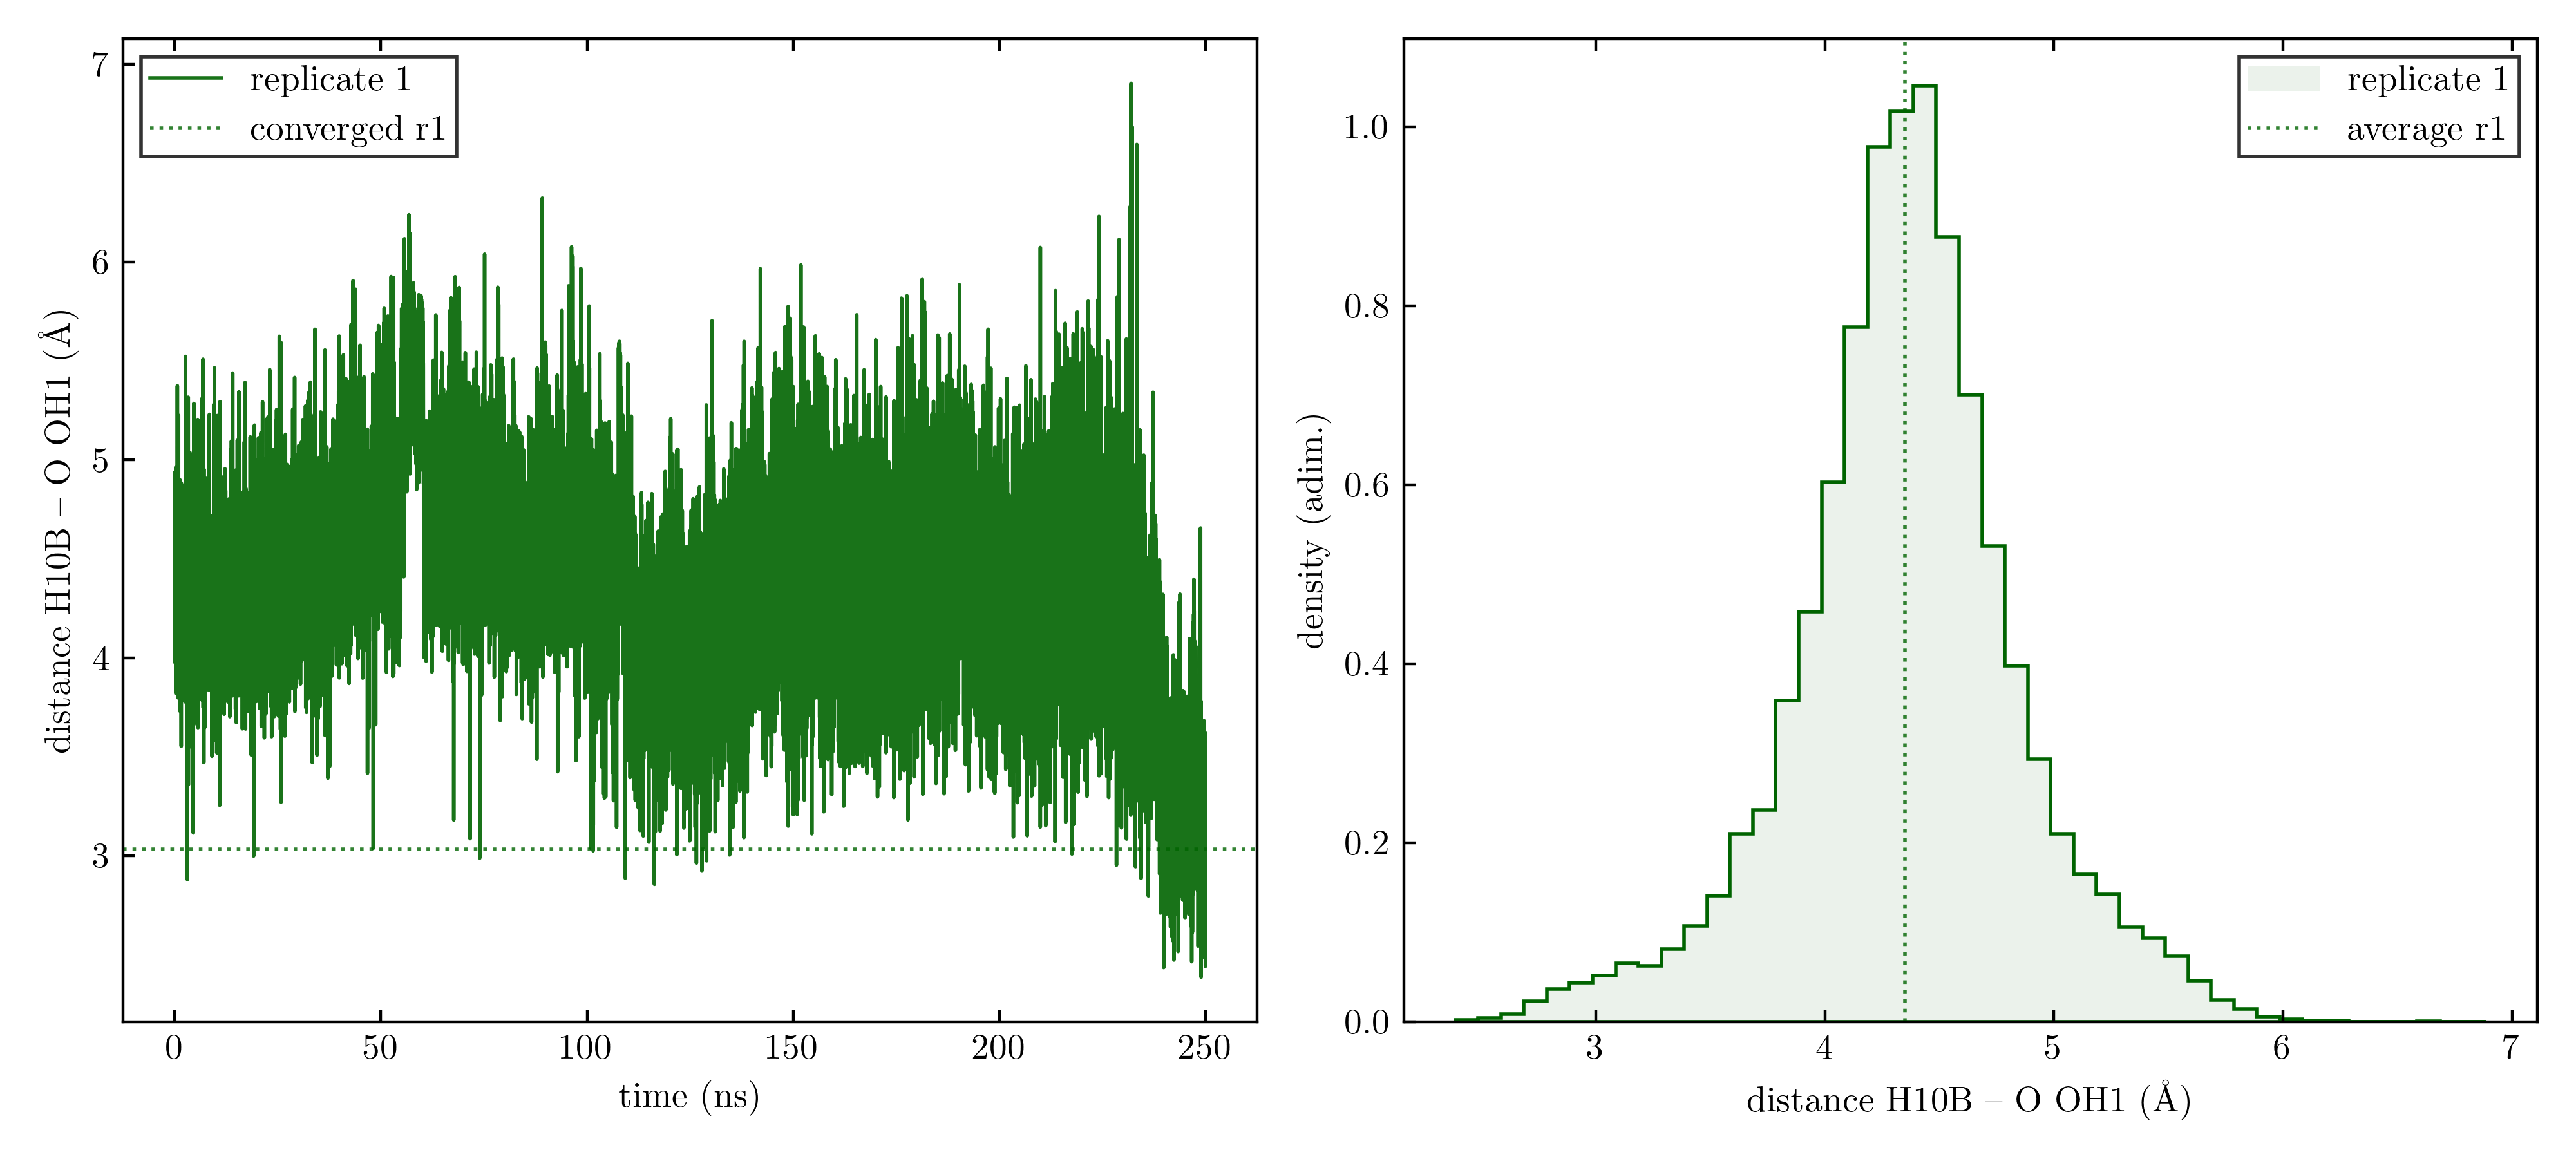 replicate 1
converged r1
7
6
5
4
3
distance H10B – O OH1 (Å)
0 50 100 150 200 250
time (ns)
replicate 1
average r1
1.0
0.8
0.6
0.4
0.2
0.0
density (adim.)
3 4 5 6 7
distance H10B – O OH1 (Å)